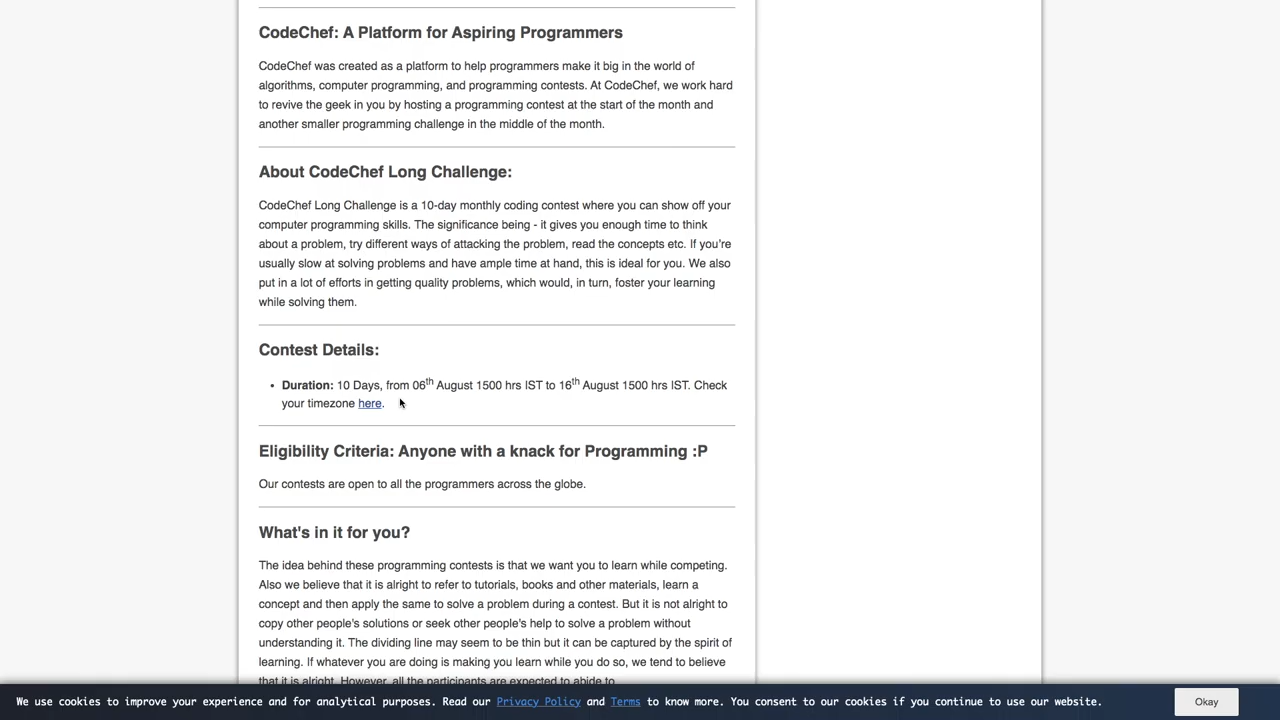 CodeChef: A Platform for Aspiring Programmers
CodeChef was created as a platform to help programmers make it big in the world of
algorithms, computer programming, and programming contests. At CodeChef, we work hard
to revive the geek in you by hosting a programming contest at the start of the month and
another smaller programming challenge in the middle of the month.
About CodeChef Long Challenge:
CodeChef Long Challenge is a 10-day monthly coding contest where you can show off your
computer programming skills. The significance being - it gives you enough time to think
about a problem, try different ways of attacking the problem, read the concepts etc. If you’re
usually slow at solving problems and have ample time at hand, this is ideal for you. We also
put in a lot of efforts in getting quality problems, which would, in turn, foster your learning
while solving them.
Contest Details:
• Duration: 10 Days, from 06th August 1500 hrs IST to 16th August 1500 hrs IST. Check
your timezone here.
Eligibility Criteria: Anyone with a knack for Programming :P
Our contests are open to all the programmers across the globe.
What's in it for you?
The idea behind these programming contests is that we want you to learn while competing.
Also we believe that it is alright to refer to tutorials, books and other materials, learn a
concept and then apply the same to solve a problem during a contest. But it is not alright to
copy other people's solutions or seek other people's help to solve a problem without
understanding it. The dividing line may seem to be thin but it can be captured by the spirit of
learning. If whatever you are doing is making you learn while you do so, we tend to believe
that it is alright. However, all the participants are expected to abide to
We use cookies to improve your experience and for analytical purposes. Read our Privacy Policy and Terms to know more. You consent to our cookies if you continue to use our website.
Okay